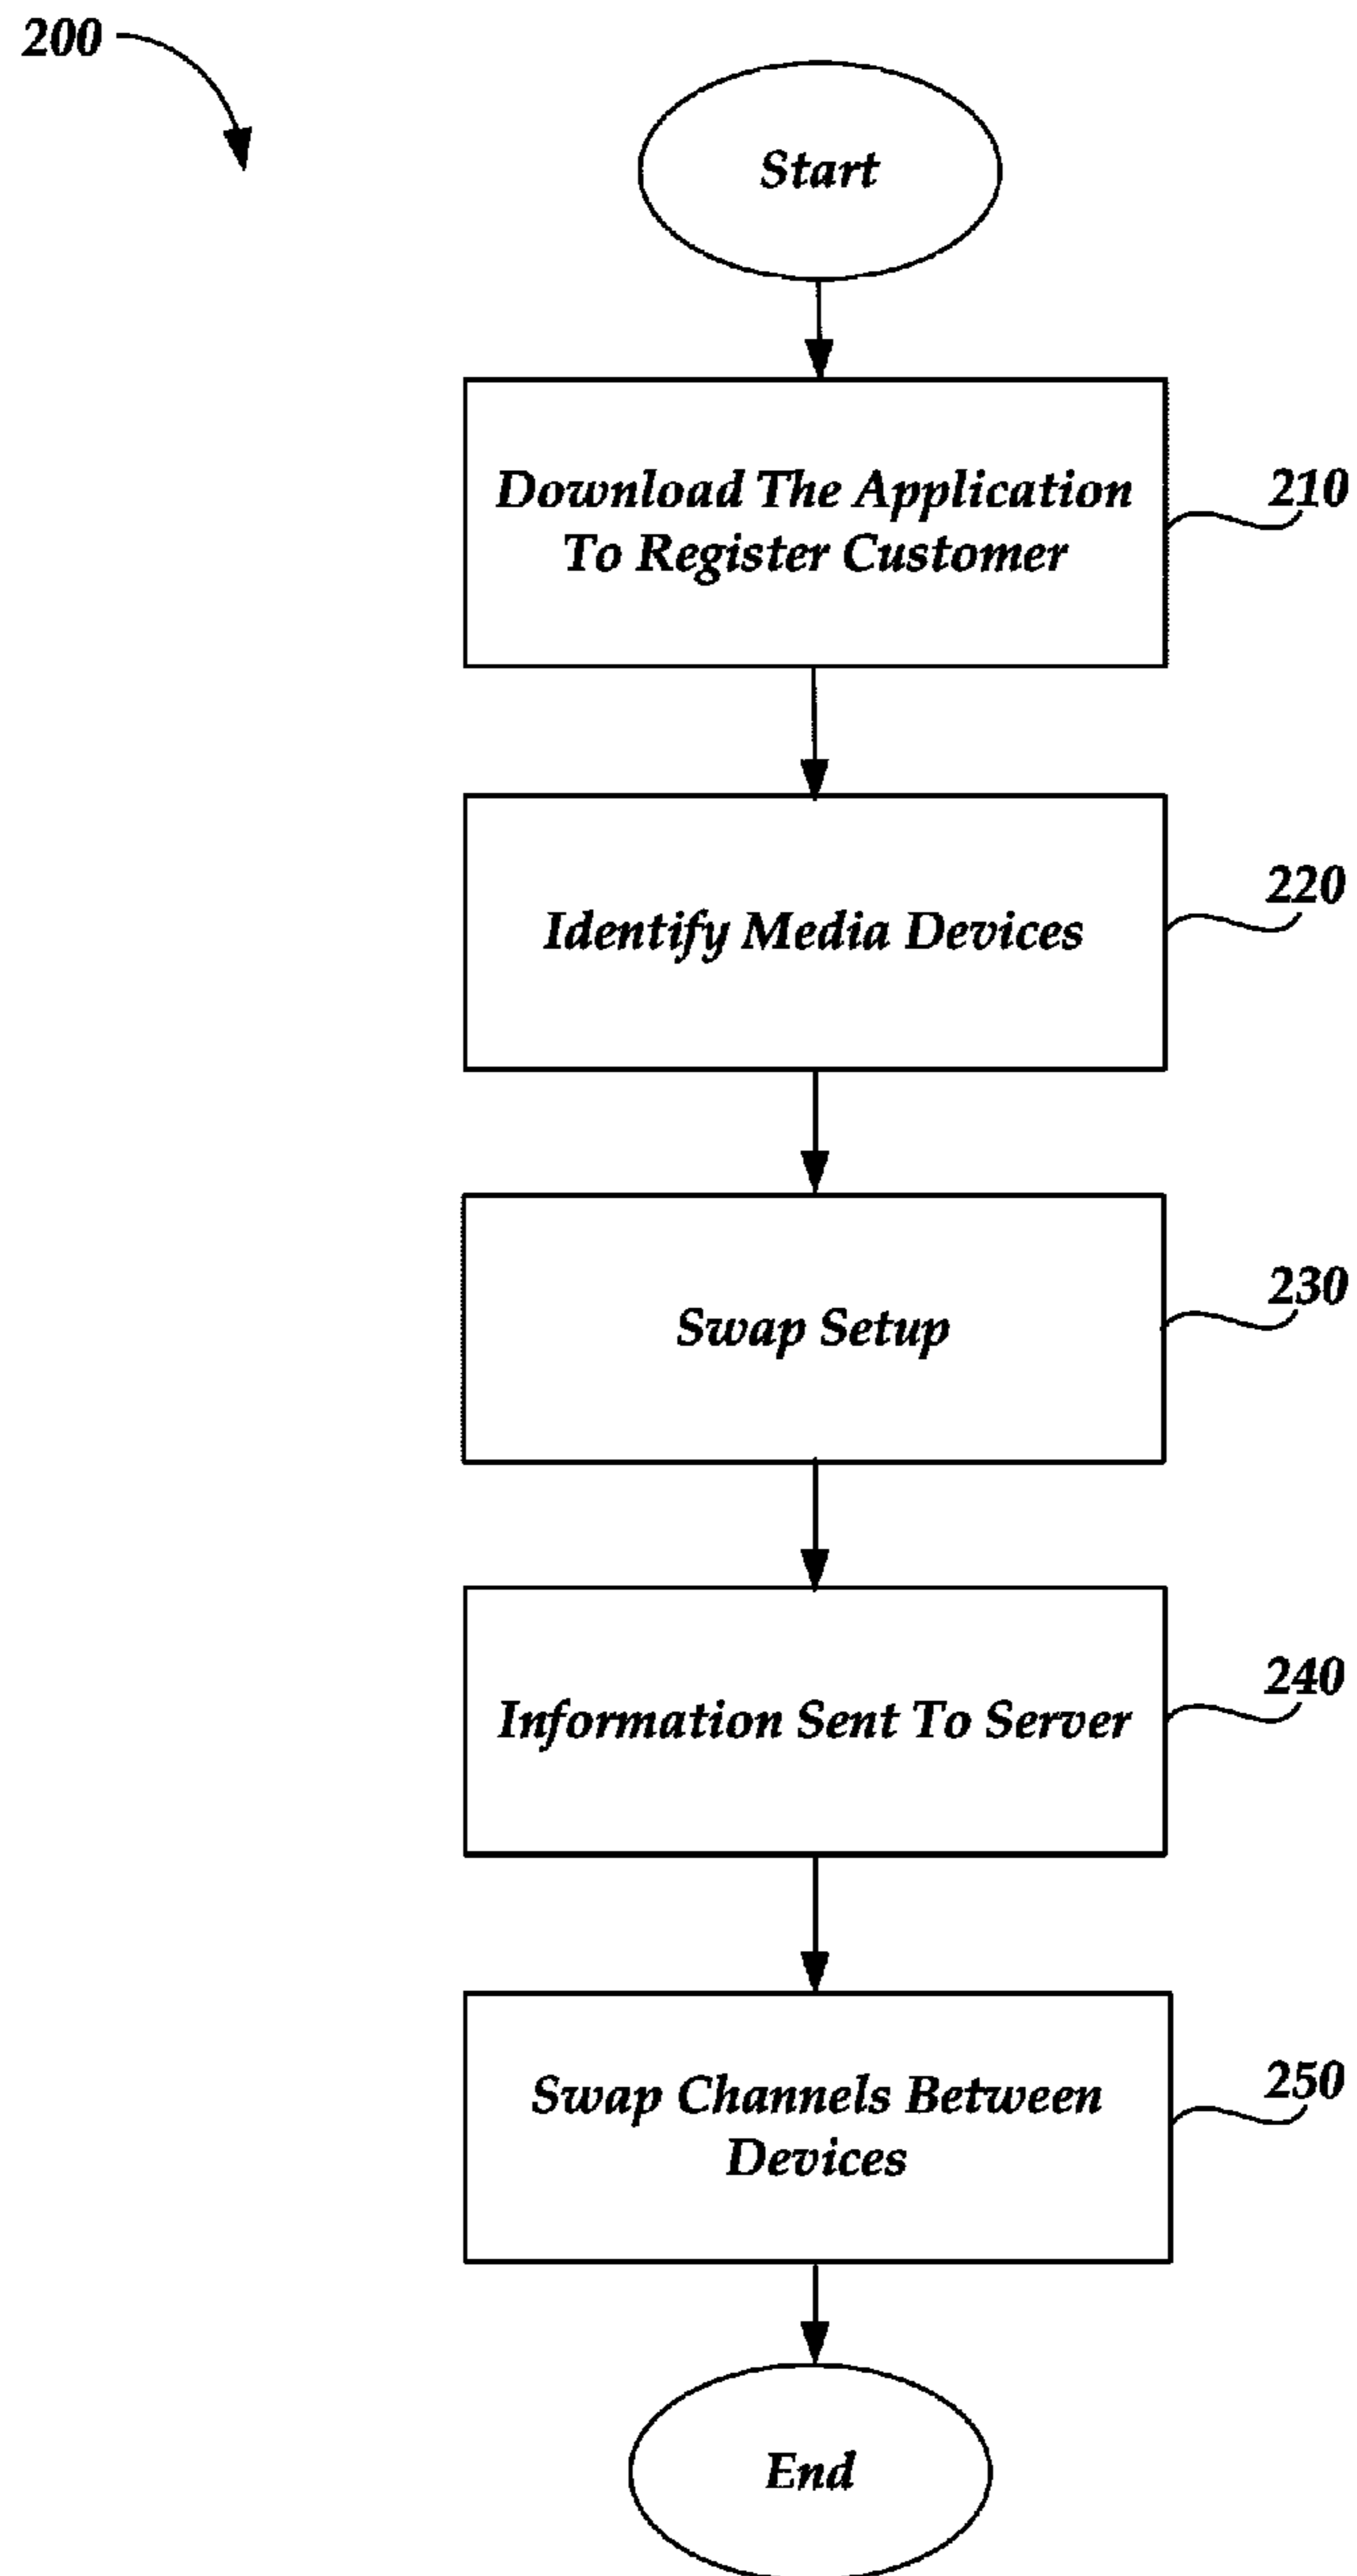 200
Start
Download The Application
To Register Customer
210
Identify Media Devices
220
Swap Setup
230
Information Sent To Server
240
Swap Channels Between
Devices
250
End